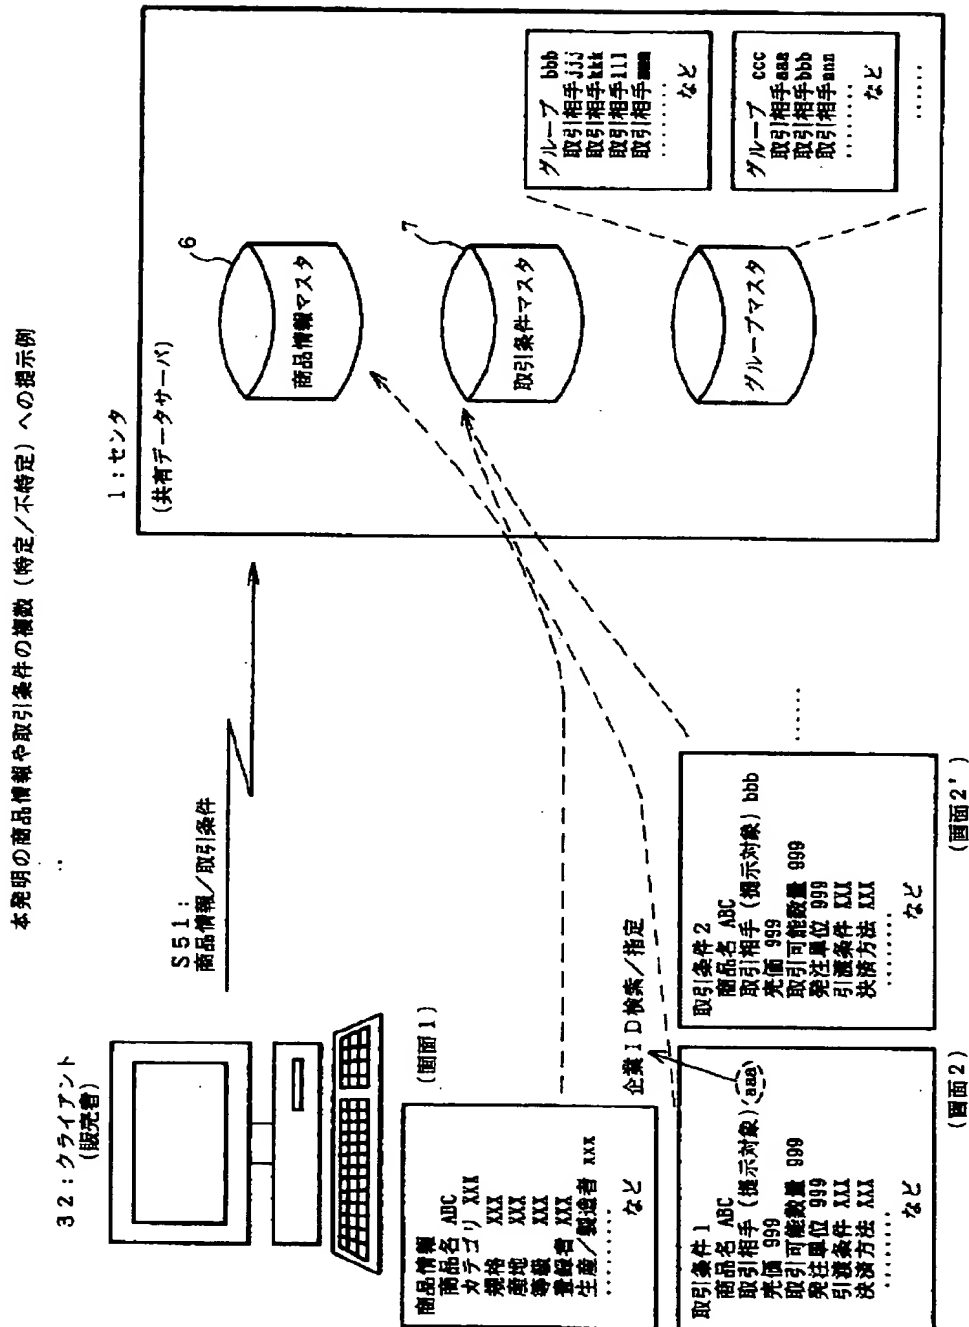 本発明の商品情報や取引条件の複数(特定/不特定)への提示例
32:クライアント
(販売者)
S51:
商品情報/取引条件
1:センタ
(共有データサーバ)
6
商品情報マスタ
7
取引条件マスタ
グループマスタ
グループ bbb
取引相手jjj
取引相手kkk
取引相手lll
取引相手mmm
........
など
グループ ccc
取引相手aaa
取引相手bbb
取引相手nnn
........
など
......
(画面1)
商品情報
商品名 ABC
カテゴリ XXX
規格 XXX
産地 XXX
等級 XXX
登録者 XXX
生産/製造者 xxx
........
など
企業ID検索/指定
取引条件1
商品名 ABC
取引相手(提示対象) aaa
売価 999
取引可能数量 999
発注単位 999
引渡条件 XXX
決済方法 XXX
........
など
(画面2)
取引条件2
商品名 ABC
取引相手(提示対象) bbb
売価 999
取引可能数量 999
発注単位 999
引渡条件 XXX
決済方法 XXX
........
など
(画面2')
......